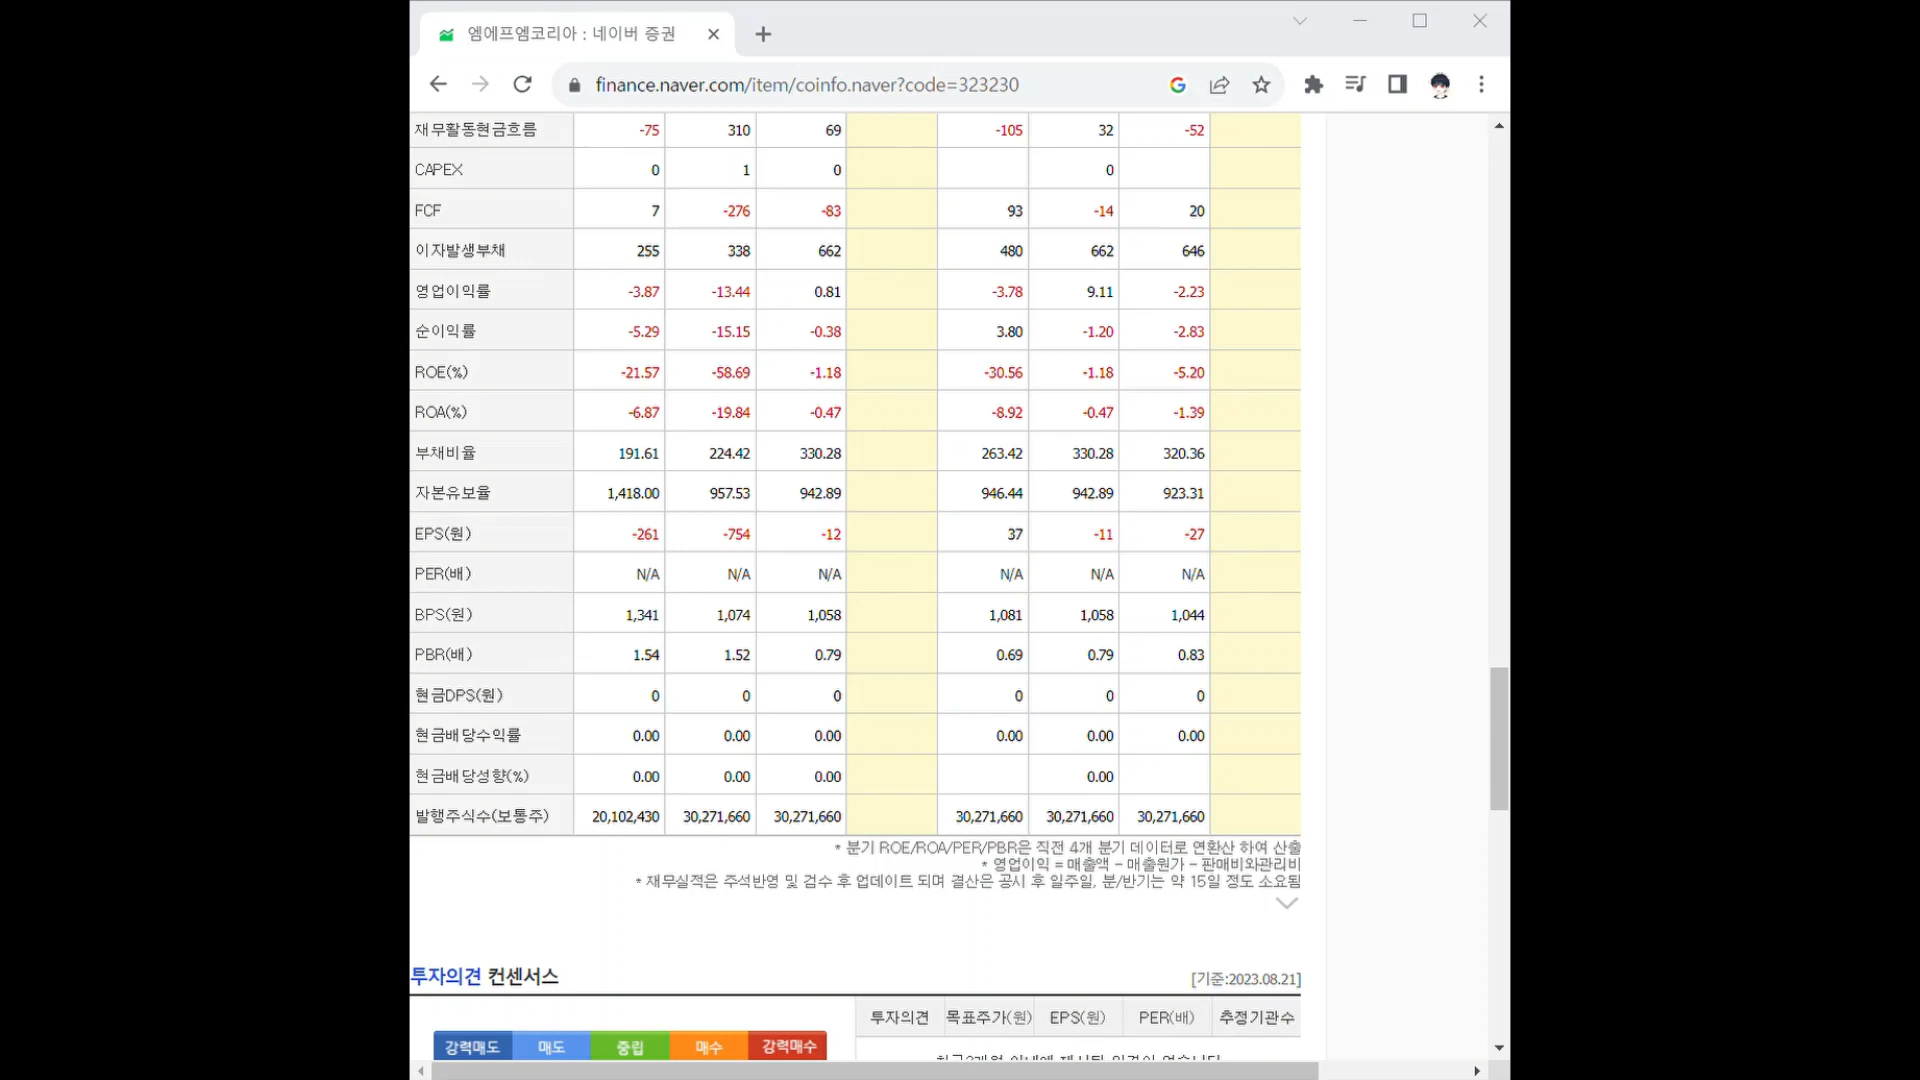 엠에프엠코리아 : 네이버 증권
finance.naver.com/item/coinfo.naver?code=323230
재무활동현금흐름 -75 310 69 -105 32 -52
CAPEX 0 1 0 0
FCF 7 -276 -83 93 -14 20
이자발생부채 255 338 662 480 662 646
영업이익률 -3.87 -13.44 0.81 -3.78 9.11 -2.23
순이익률 -5.29 -15.15 -0.38 3.80 -1.20 -2.83
ROE(%) -21.57 -58.69 -1.18 -30.56 -1.18 -5.20
ROA(%) -6.87 -19.84 -0.47 -8.92 -0.47 -1.39
부채비율 191.61 224.42 330.28 263.42 330.28 320.36
자본유보율 1,418.00 957.53 942.89 946.44 942.89 923.31
EPS(원) -261 -754 -12 37 -11 -27
PER(배) N/A N/A N/A N/A N/A N/A
BPS(원) 1,341 1,074 1,058 1,081 1,058 1,044
PBR(배) 1.54 1.52 0.79 0.69 0.79 0.83
현금DPS(원) 0 0 0 0 0 0
현금배당수익률 0.00 0.00 0.00 0.00 0.00 0.00
현금배당성향(%) 0.00 0.00 0.00 0.00
발행주식수(보통주) 20,102,430 30,271,660 30,271,660 30,271,660 30,271,660 30,271,660
* 분기 ROE/ROA/PER/PBR은 직전 4개 분기 데이터로 연환산 하여 산출
* 영업이익 = 매출액 - 매출원가 - 판매비와관리비
* 재무실적은 주석반영 및 검수 후 업데이트 되며 결산은 공시 후 일주일, 분/반기는 약 15일 정도 소요됨
투자의견 컨센서스 [기준:2023.08.21]
투자의견 목표주가(원) EPS(원) PER(배) 추정기관수
강력매도 매도 중립 매수 강력매수